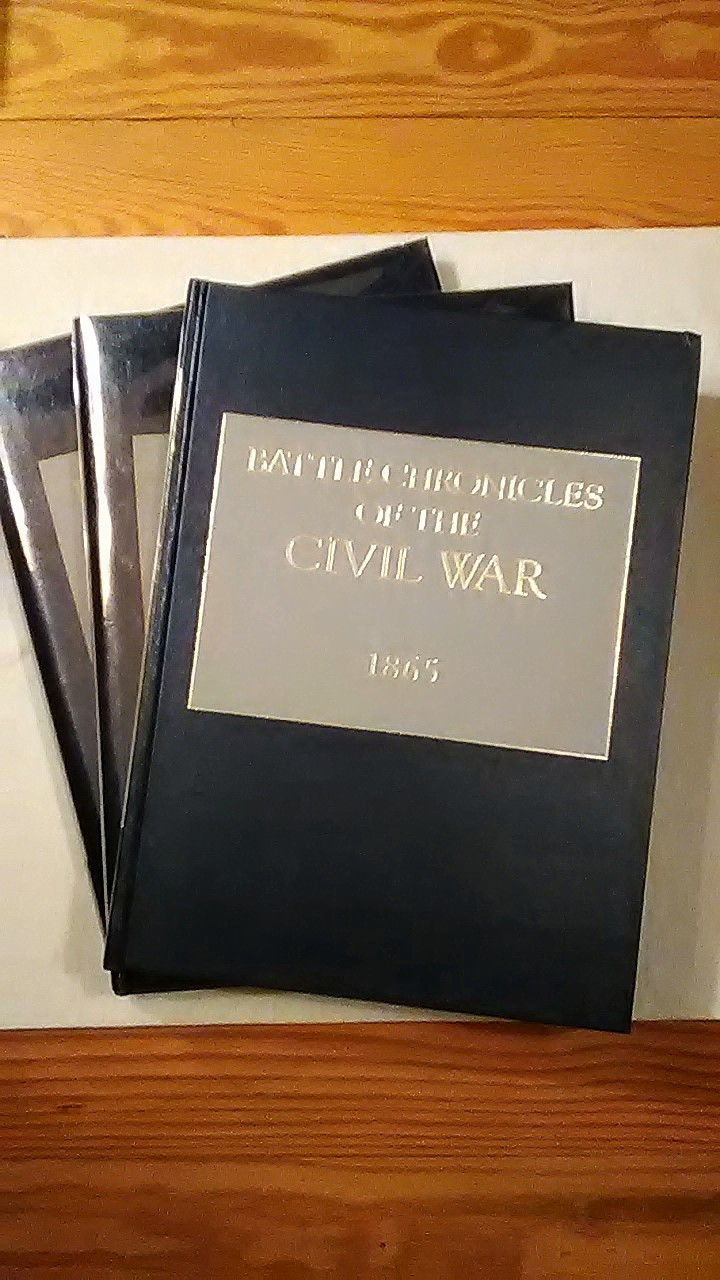 BATTLE CHRONICLES
OF THE
CIVIL WAR
1865